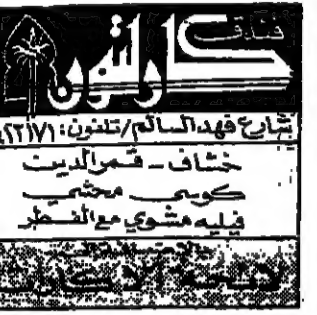 فندق
كارلتون
شارع فهد السالم / تلفون:
خشاف - قمر الدين
كوسى محشي
فيليه مشوي مع الفطر